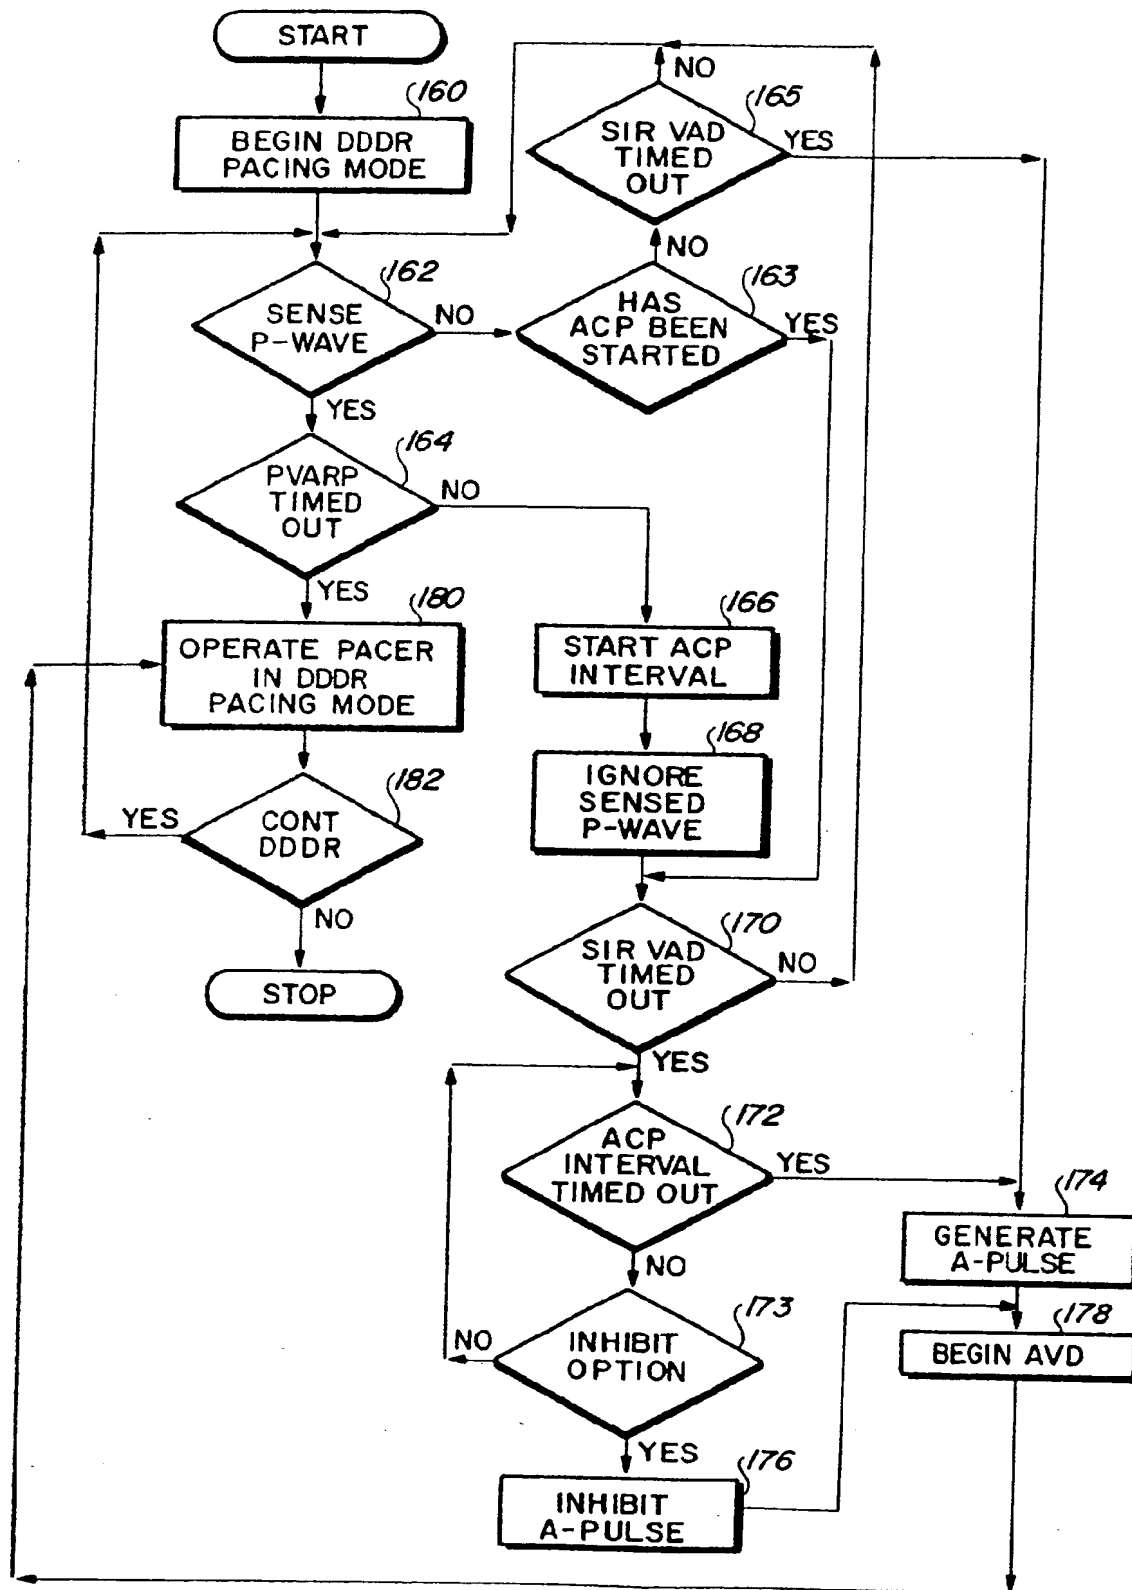 START
160
BEGIN DDDR
PACING MODE
NO
165
SIR VAD
TIMED
OUT
YES
NO
162
SENSE
P-WAVE
NO
163
HAS
ACP BEEN
STARTED
YES
YES
164
PVARP
TIMED
OUT
NO
YES
180
OPERATE PACER
IN DDDR
PACING MODE
166
START ACP
INTERVAL
168
IGNORE
SENSED
P-WAVE
182
YES
CONT
DDDR
NO
STOP
170
SIR VAD
TIMED
OUT
NO
YES
172
ACP
INTERVAL
TIMED OUT
YES
174
GENERATE
A-PULSE
NO
173
NO
INHIBIT
OPTION
178
BEGIN AVD
YES
176
INHIBIT
A-PULSE